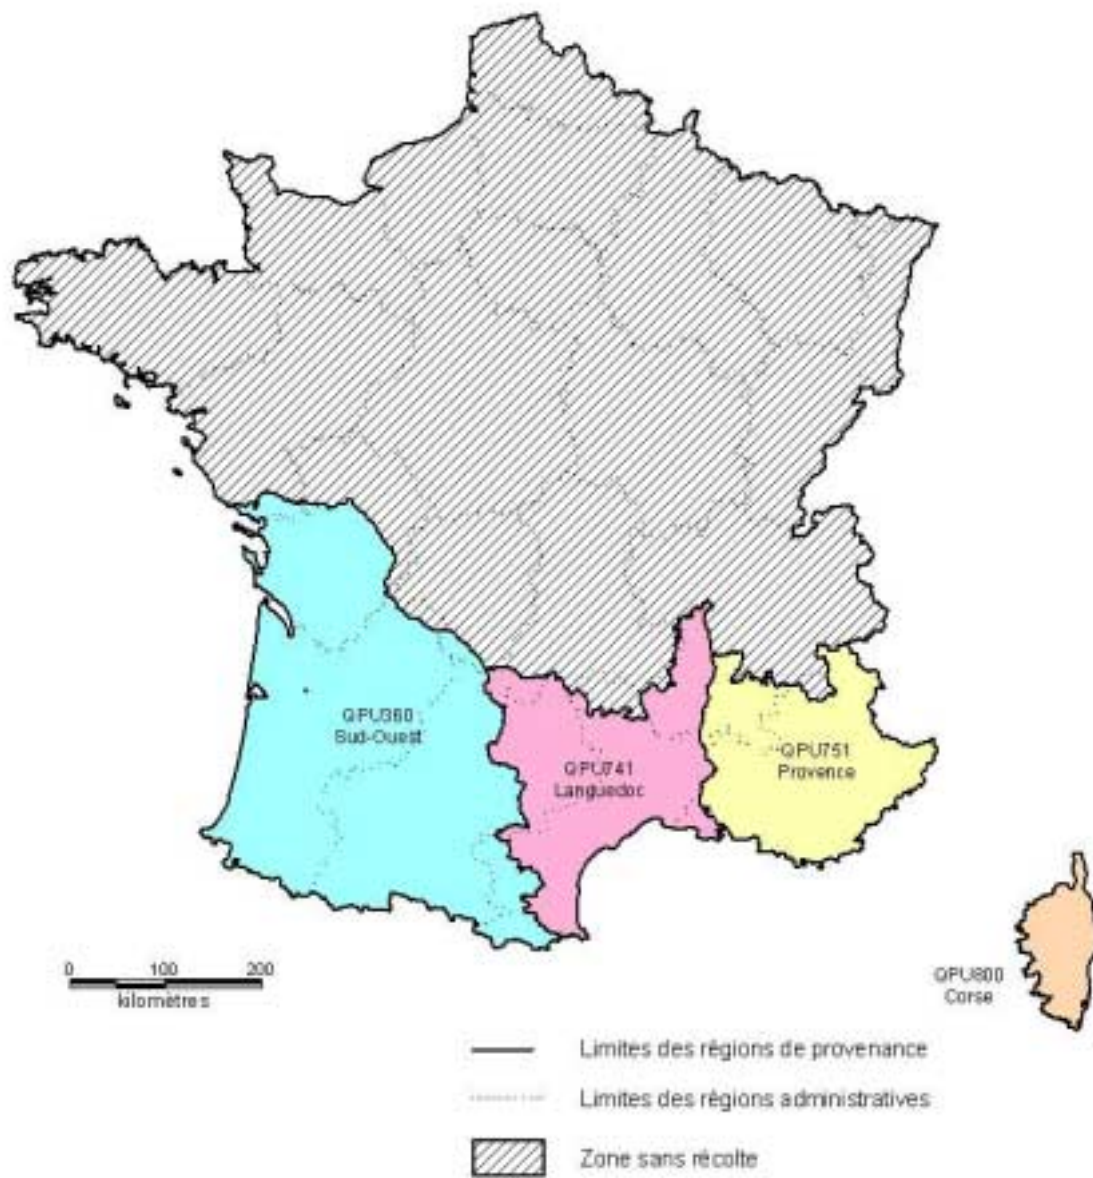 QPU360
Sud-Ouest
QPU741
Languedoc
QPU751
Provence
QPU800
Corse
0 100 200
kilomètres
Limites des régions de provenance
Limites des régions administratives
Zone sans récolte